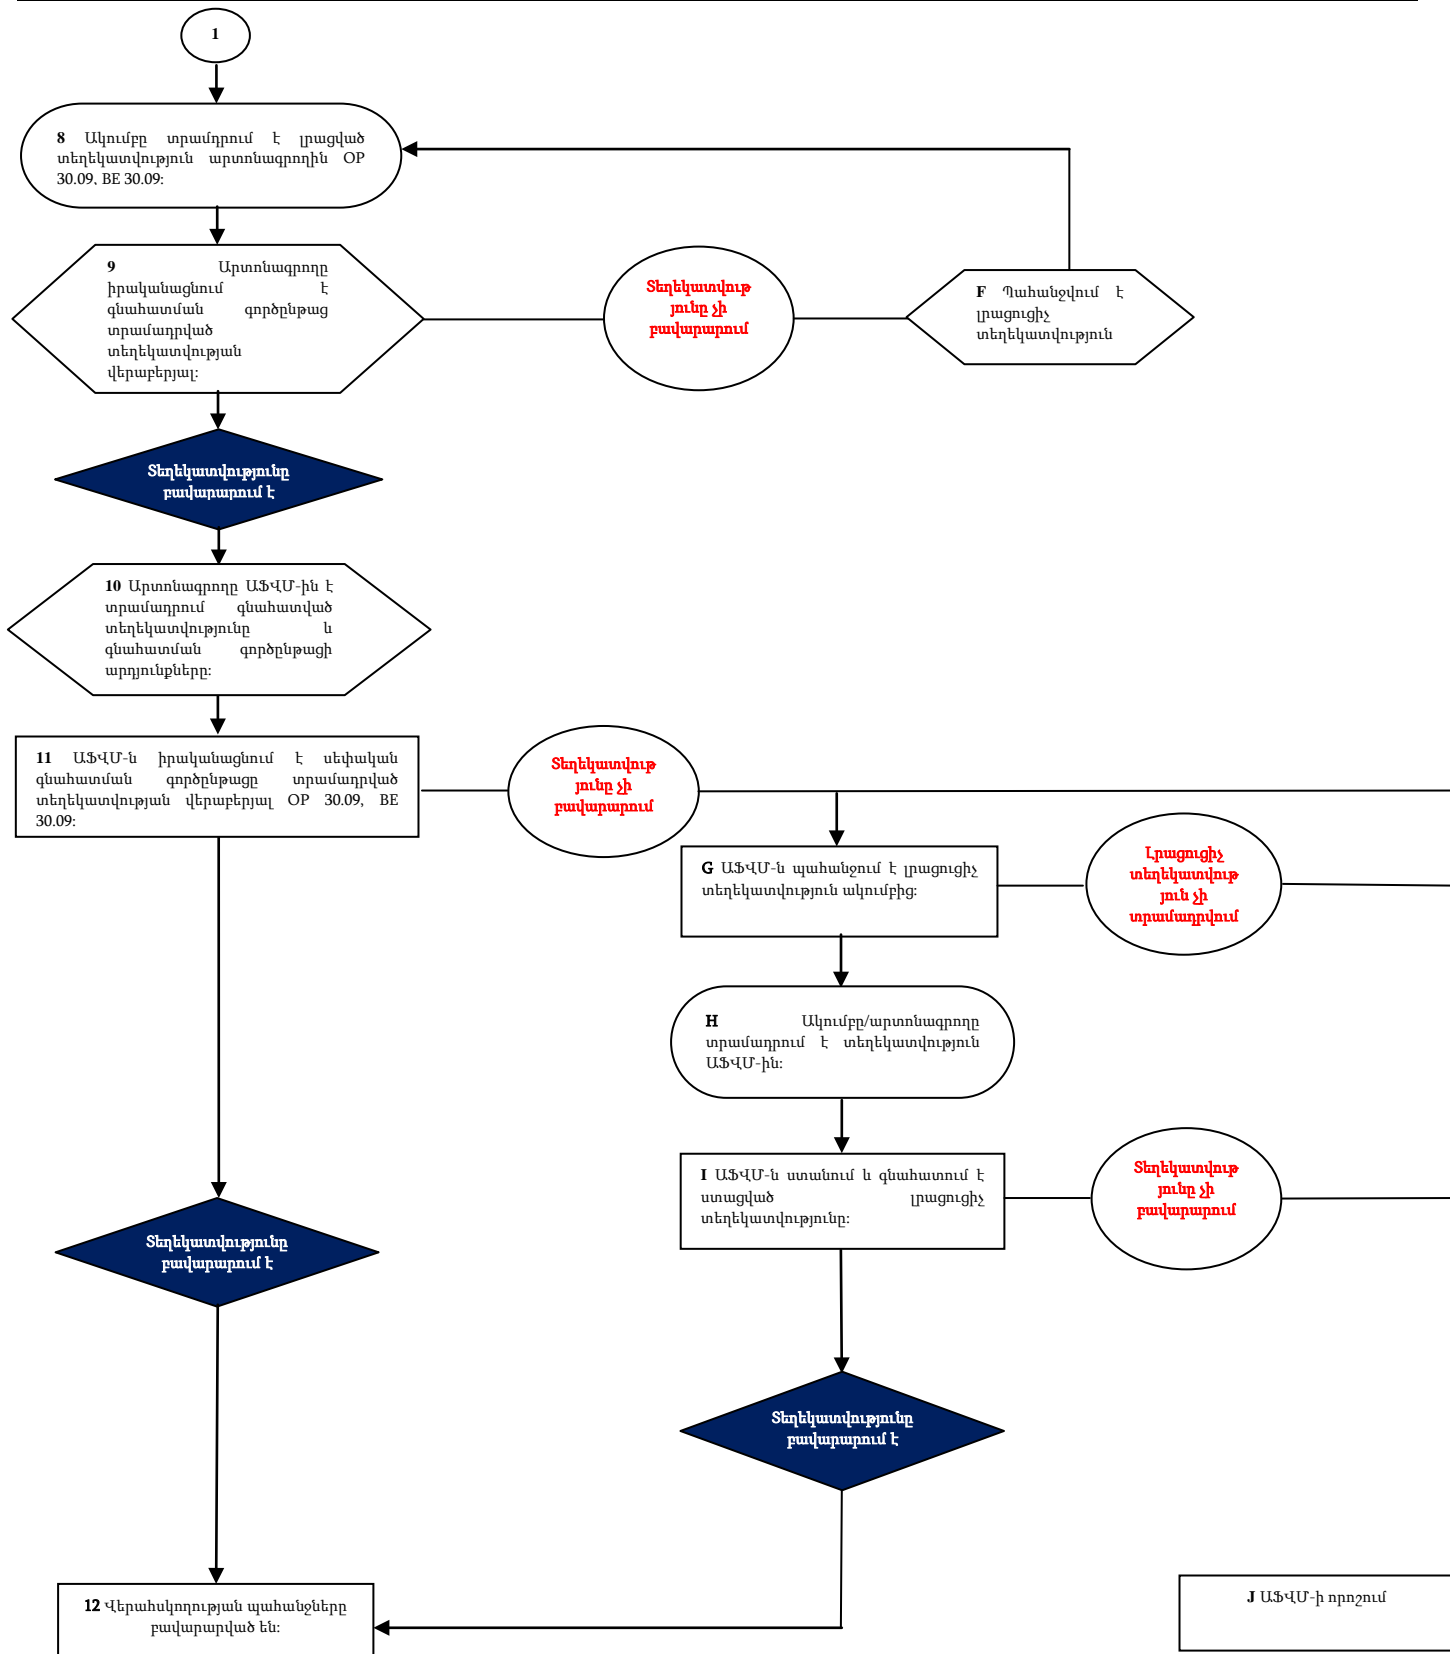 1
8 Ակումբը տրամդրում է լրացված
տեղեկատվություն արտոնագրողին OP
30.09, BE 30.09:
9 Արտոնագրողը
իրականացնում է
գնահատման գործընթաց
տրամադրված
տեղեկատվության
վերաբերյալ:
Տեղեկատվութ
յունը չի
բավարարում
F Պահանջվում է
լրացուցիչ
տեղեկատվություն
Տեղեկատվությունը
բավարարում է
10 Արտոնագրողը ԱՖՎՄ-ին է
տրամադրում գնահատված
տեղեկատվությունը և
գնահատման գործընթացի
արդյունքները:
11 ԱՖՎՄ-ն իրականացնում է սեփական
գնահատման գործընթացը տրամադրված
տեղեկատվության վերաբերյալ OP 30.09, BE
30.09:
Տեղեկատվութ
յունը չի
բավարարում
G ԱՖՎՄ-ն պահանջում է լրացուցիչ
տեղեկատվություն ակումբից:
Լրացուցիչ
տեղեկատվութ
յուն չի
տրամադրվում
H Ակումբը/արտոնագրողը
տրամադրում է տեղեկատվություն
ԱՖՎՄ-ին:
I ԱՖՎՄ-ն ստանում և գնահատում է
ստացված լրացուցիչ
տեղեկատվությունը:
Տեղեկատվութ
յունը չի
բավարարում
Տեղեկատվությունը
բավարարում է
Տեղեկատվությունը
բավարարում է
12 Վերահսկողության պահանջները
բավարարված են:
J ԱՖՎՄ-ի որոշում